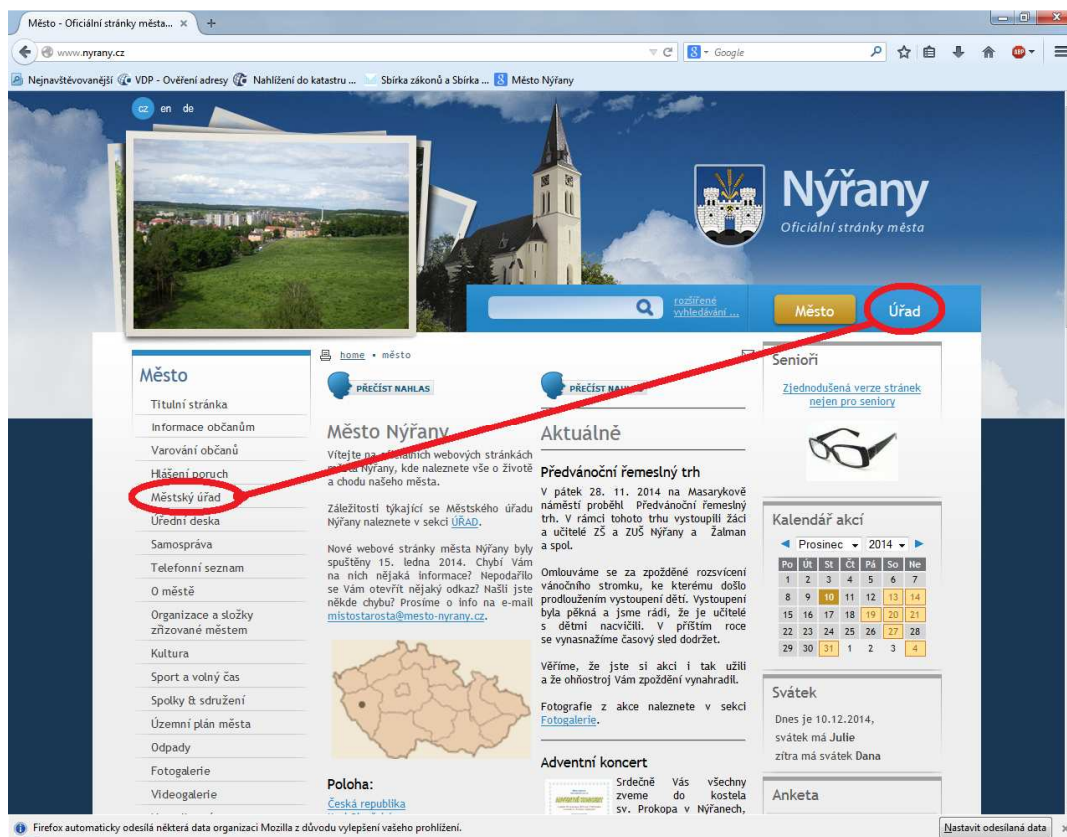 Město - Oficiální stránky města... × +
www.nyrany.cz
Google
Nejnavštěvovanější VDP - Ověření adresy Nahlížení do katastru ... Sbírka zákonů a Sbírka ... Město Nýřany
cz en de
Nýřany
Oficiální stránky města
rozšířené
vyhledávání ...
Město Úřad
Město
Titulní stránka
Informace občanům
Varování občanů
Hlášení poruch
Městský úřad
Úřední deska
Samospráva
Telefonní seznam
O městě
Organizace a složky
zřizované městem
Kultura
Sport a volný čas
Spolky & sdružení
Územní plán města
Odpady
Fotogalerie
Videogalerie
home • město
PŘEČÍST NAHLAS
Město Nýřany
Vítejte na oficiálních webových stránkách
města Nýřany, kde naleznete vše o životě
a chodu našeho města.
Záležitosti týkající se Městského úřadu
Nýřany naleznete v sekci ÚŘAD.
Nové webové stránky města Nýřany byly
spuštěny 15. ledna 2014. Chybí Vám
na nich nějaká informace? Nepodařilo
se Vám otevřít nějaký odkaz? Našli jste
někde chybu? Prosíme o info na e-mail
mistostarosta@mesto-nyrany.cz.
Poloha:
Česká republika
PŘEČÍST NAHLAS
Aktuálně
Předvánoční řemeslný trh
V pátek 28. 11. 2014 na Masarykově
náměstí proběhl Předvánoční řemeslný
trh. V rámci tohoto trhu vystoupili žáci
a učitelé ZŠ a ZUŠ Nýřany a Žalman
a spol.
Omlouváme se za zpožděné rozsvícení
vánočního stromku, ke kterému došlo
prodloužením vystoupení dětí. Vystoupení
byla pěkná a jsme rádi, že je učitelé
s dětmi nacvičili. V příštím roce
se vynasnažíme časový sled dodržet.
Věříme, že jste si akci i tak užili
a že ohňostroj Vám zpoždění vynahradil.
Fotografie z akce naleznete v sekci
Fotogalerie.
Adventní koncert
Srdečně Vás všechny
zveme do kostela
sv. Prokopa v Nýřanech,
Senioři
Zjednodušená verze stránek
nejen pro seniory
Kalendář akcí
Prosinec 2014
Po Út St Čt Pá So Ne
1 2 3 4 5 6 7
8 9 10 11 12 13 14
15 16 17 18 19 20 21
22 23 24 25 26 27 28
29 30 31 1 2 3 4
Svátek
Dnes je 10.12.2014,
svátek má Julie
zítra má svátek Dana
Anketa
Firefox automaticky odesílá některá data organizaci Mozilla z důvodu vylepšení vašeho prohlížení.
Nastavit odesílaná data ×